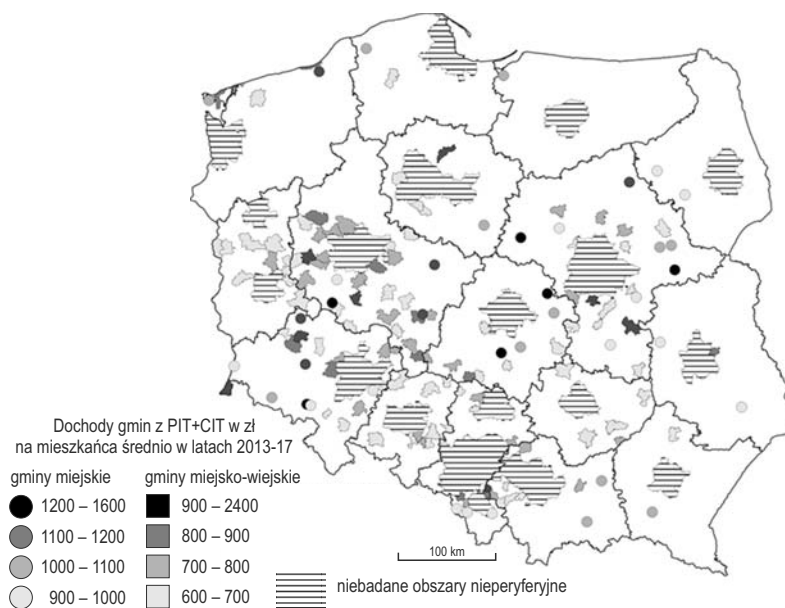 Dochody gmin z PIT+CIT w zł
na mieszkańca średnio w latach 2013-17
gminy miejskie
gminy miejsko-wiejskie
1200 – 1600
900 – 2400
1100 – 1200
800 – 900
1000 – 1100
700 – 800
900 – 1000
600 – 700
100 km
niebadane obszary nieperyferyjne